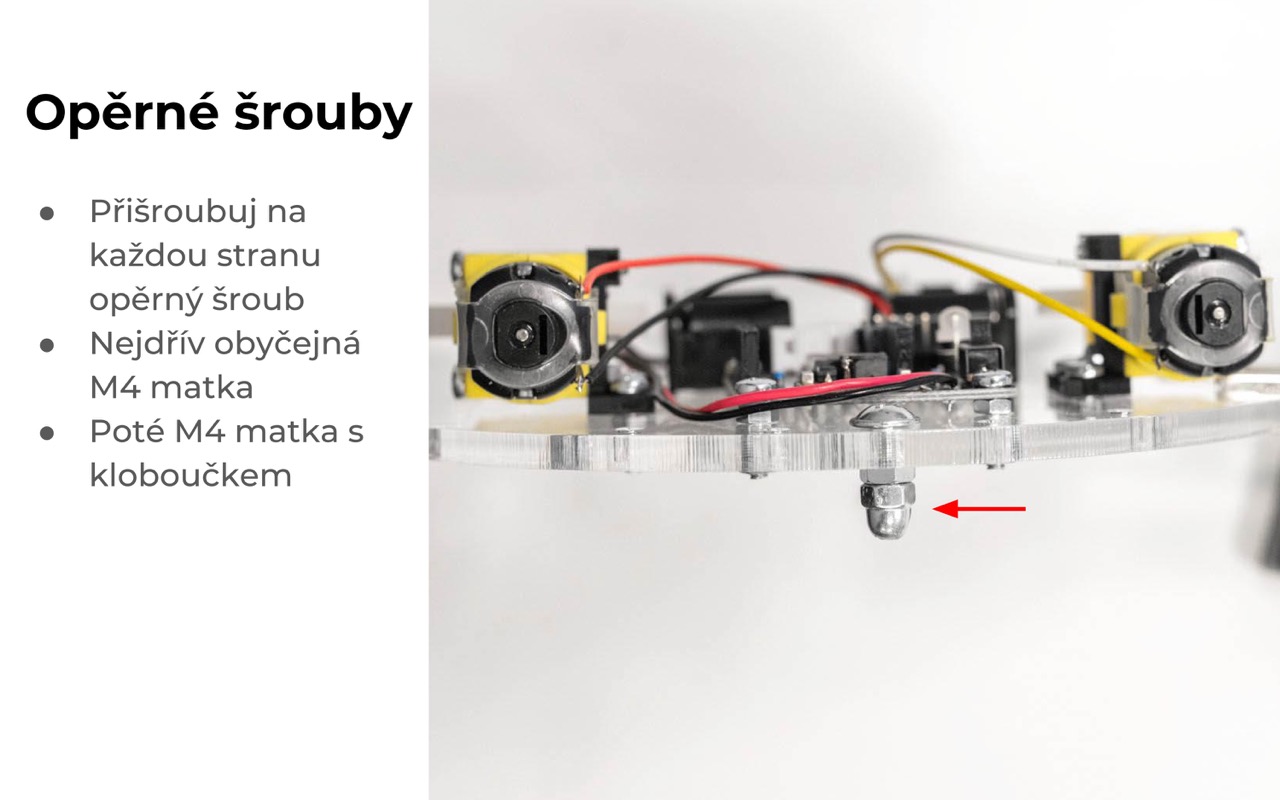 Opěrné šrouby
● Přišroubuj na
každou stranu
opěrný šroub
● Nejdřív obyčejná
M4 matka
● Poté M4 matka s
kloboučkem